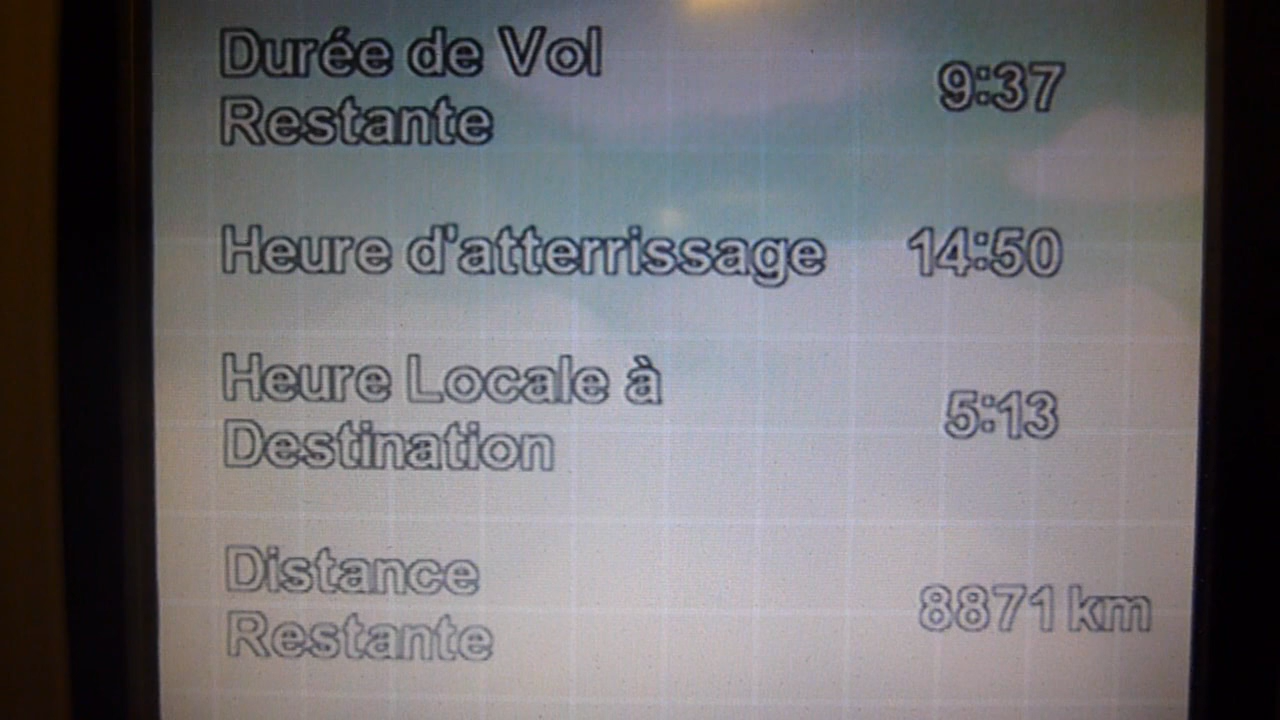 Durée de Vol
Restante
9:37
Heure d'atterrissage 14:50
Heure Locale à
Destination
5:13
Distance
Restante
8871 km